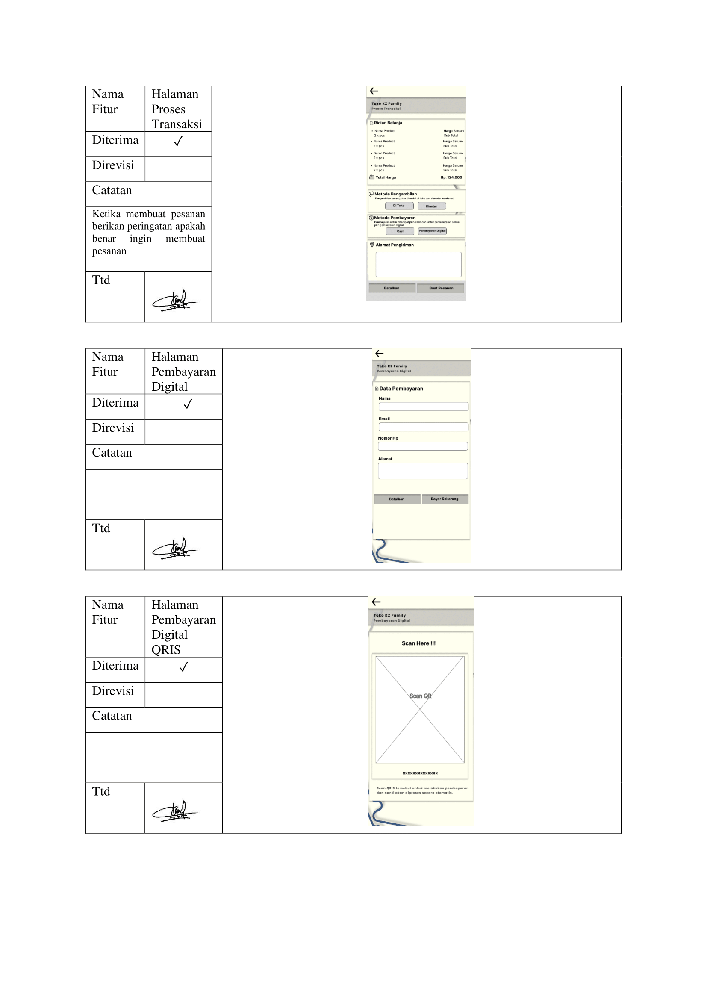 Nama
Fitur
Halaman
Proses
Transaksi
Diterima ✓
Direvisi
Catatan
Ketika membuat pesanan
berikan peringatan apakah
benar ingin membuat
pesanan
Ttd
Toko KZ Family
Proses Transaksi
Rician Belanja
• Nama Product Harga Satuan
2 x pcs Sub Total
• Nama Product Harga Satuan
2 x pcs Sub Total
• Nama Product Harga Satuan
2 x pcs Sub Total
• Nama Product Harga Satuan
2 x pcs Sub Total
Total Harga Rp. 124.000
Metode Pengambilan
Pengambilan barang bisa di ambil di toko dan dianatar ke alamat
Di Toko Diantar
Metode Pembayaran
Pembayaran untuk ditempat pilih cash dan untuk pemabayaran online
pilih pembayaran digital
Cash Pembayaran Digital
Alamat Pengiriman
Batalkan Buat Pesanan
Nama
Fitur
Halaman
Pembayaran
Digital
Diterima ✓
Direvisi
Catatan
Ttd
Toko KZ Family
Pembayaran Digital
Data Pembayaran
Nama
Email
Nomor Hp
Alamat
Batalkan Bayar Sekarang
Nama
Fitur
Halaman
Pembayaran
Digital
QRIS
Diterima ✓
Direvisi
Catatan
Ttd
Toko KZ Family
Pembayaran Digital
Scan Here !!!
Scan QR
xxxxxxxxxxxxxx
Scan QRIS tersebut untuk melakukan pembayaran
dan nanti akan diproses secara otomatis.